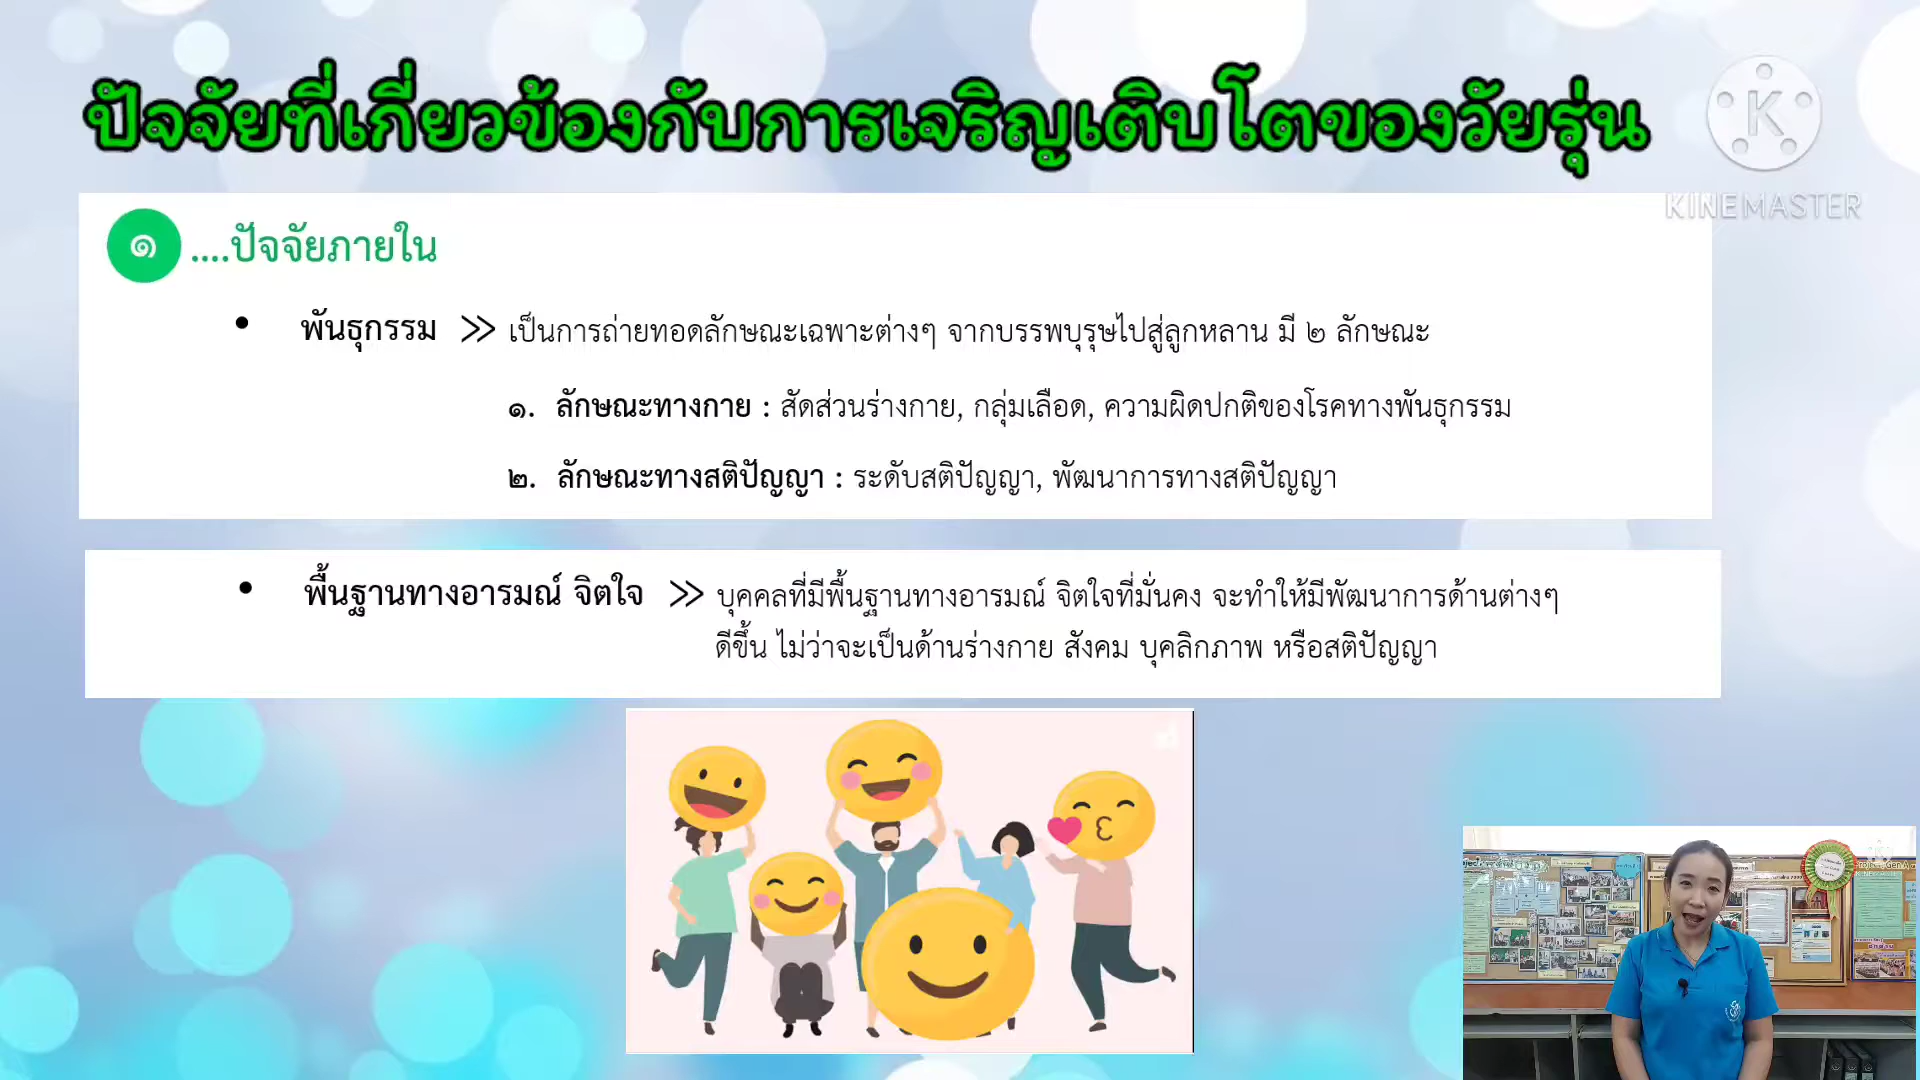 ปัจจัยที่เกี่ยวข้องกับการเจริญเติบโตของวัยรุ่น
K
KINEMASTER
๑ ....ปัจจัยภายใน
• พันธุกรรม >> เป็นการถ่ายทอดลักษณะเฉพาะต่างๆ จากบรรพบุรุษไปสู่ลูกหลาน มี ๒ ลักษณะ
๑. ลักษณะทางกาย : สัดส่วนร่างกาย, กลุ่มเลือด, ความผิดปกติของโรคทางพันธุกรรม
๒. ลักษณะทางสติปัญญา : ระดับสติปัญญา, พัฒนาการทางสติปัญญา
• พื้นฐานทางอารมณ์ จิตใจ >> บุคคลที่มีพื้นฐานทางอารมณ์ จิตใจที่มั่นคง จะทำให้มีพัฒนาการด้านต่างๆ
ดีขึ้น ไม่ว่าจะเป็นด้านร่างกาย สังคม บุคลิกภาพ หรือสติปัญญา